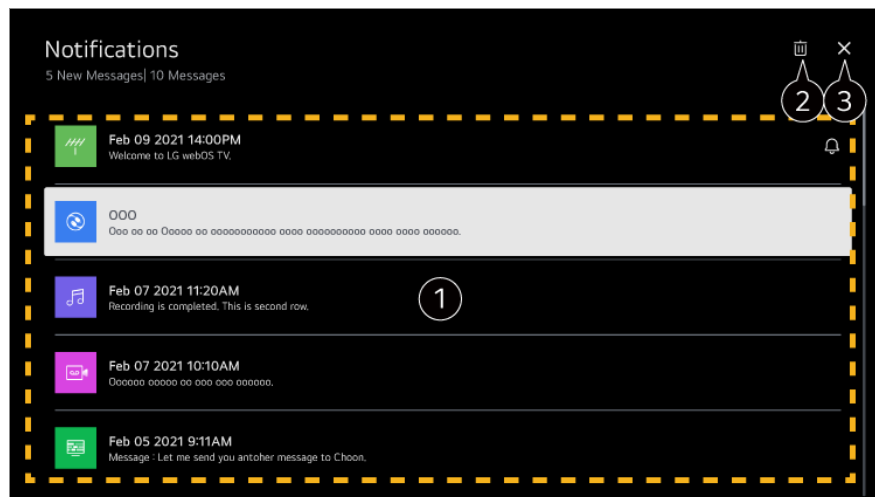 Notifications
5 New Messages| 10 Messages
2
3
Feb 09 2021 14:00PM
Welcome to LG webOS TV.
OOO
Ooo oo oo Ooooo oo ooooooooooo oooo oooooooooo oooo oooo oooooo.
Feb 07 2021 11:20AM
Recording is completed. This is second row.
1
Feb 07 2021 10:10AM
Oooooo ooooo oo ooo ooo oooooo.
Feb 05 2021 9:11AM
Message : Let me send you antoher message to Choon.